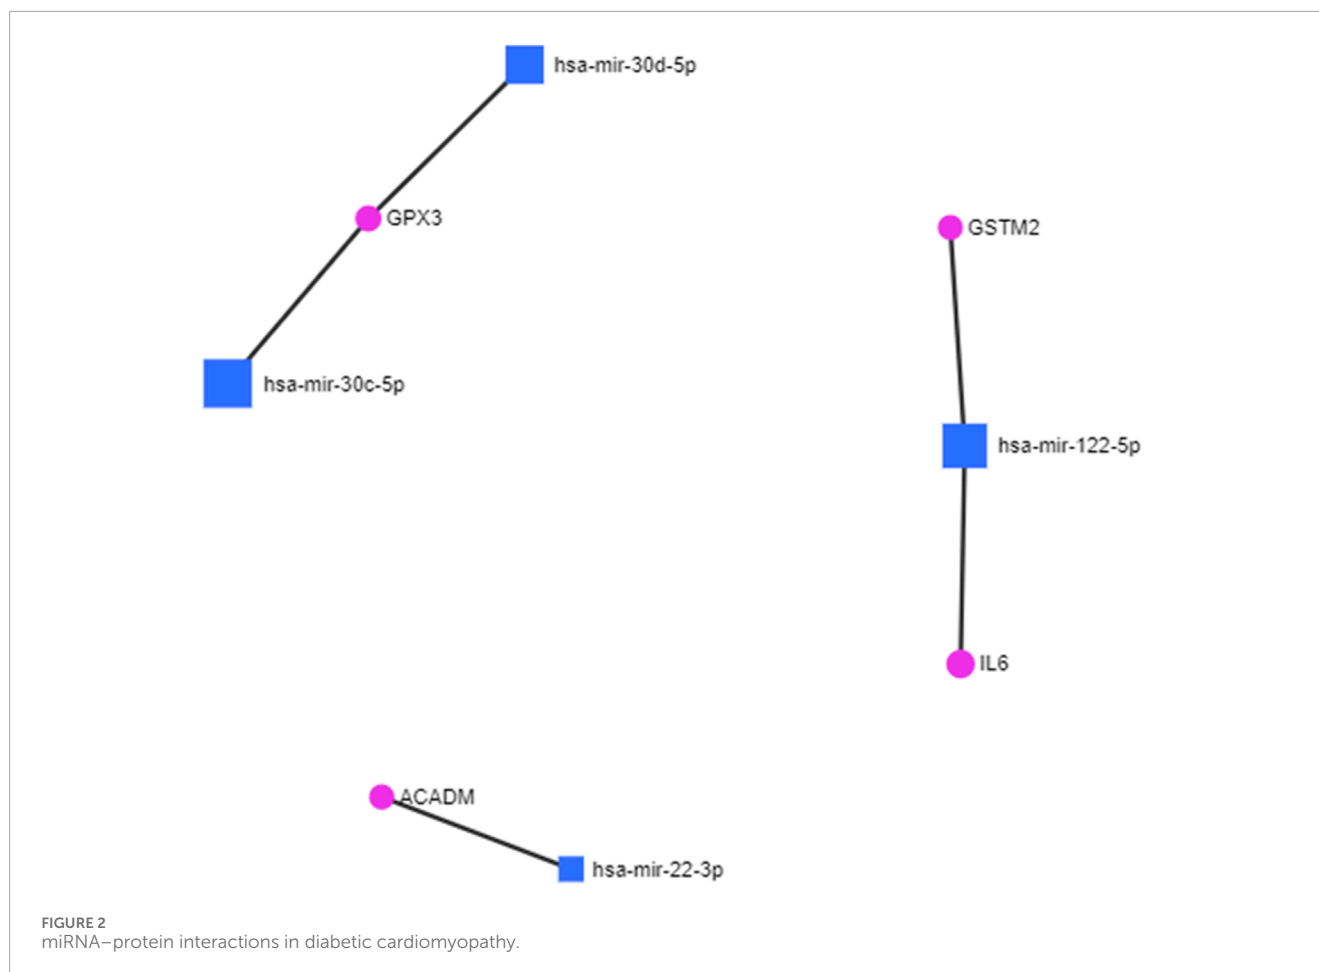 hsa-mir-30d-5p
GPX3
GSTM2
hsa-mir-30c-5p
hsa-mir-122-5p
IL6
ACADM
hsa-mir-22-3p
FIGURE 2
miRNA–protein interactions in diabetic cardiomyopathy.